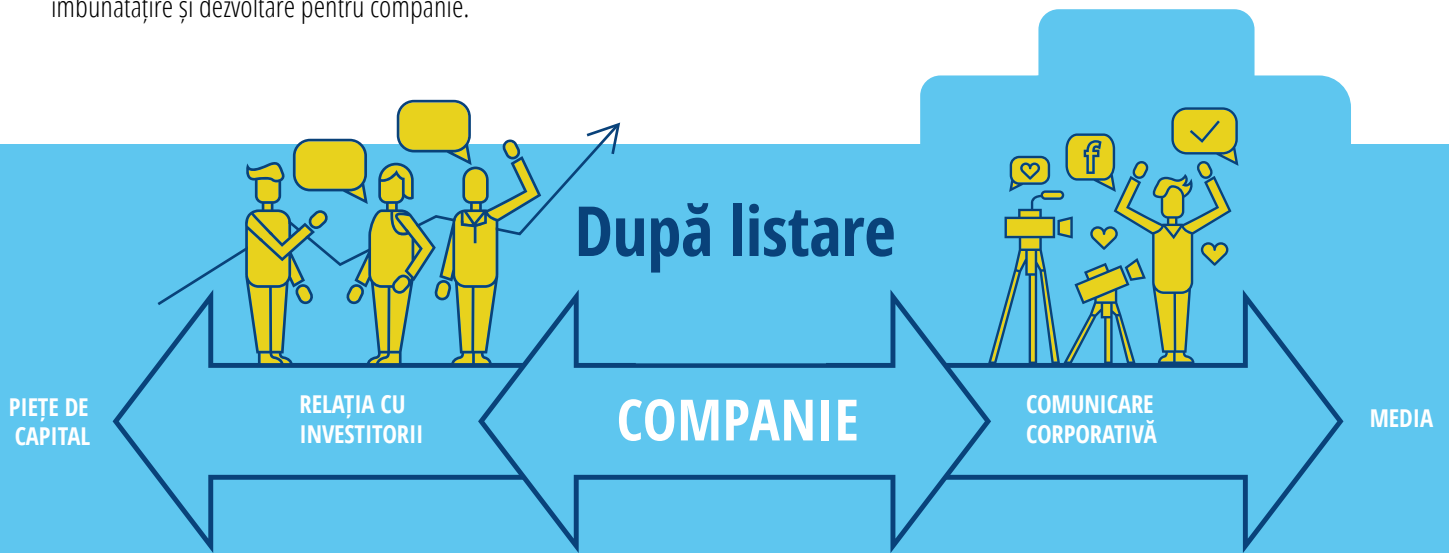 îmbunătățire și dezvoltare pentru companie.
După listare
PIEȚE DE
CAPITAL
RELAȚIA CU
INVESTITORII
COMPANIE
COMUNICARE
CORPORATIVĂ
MEDIA